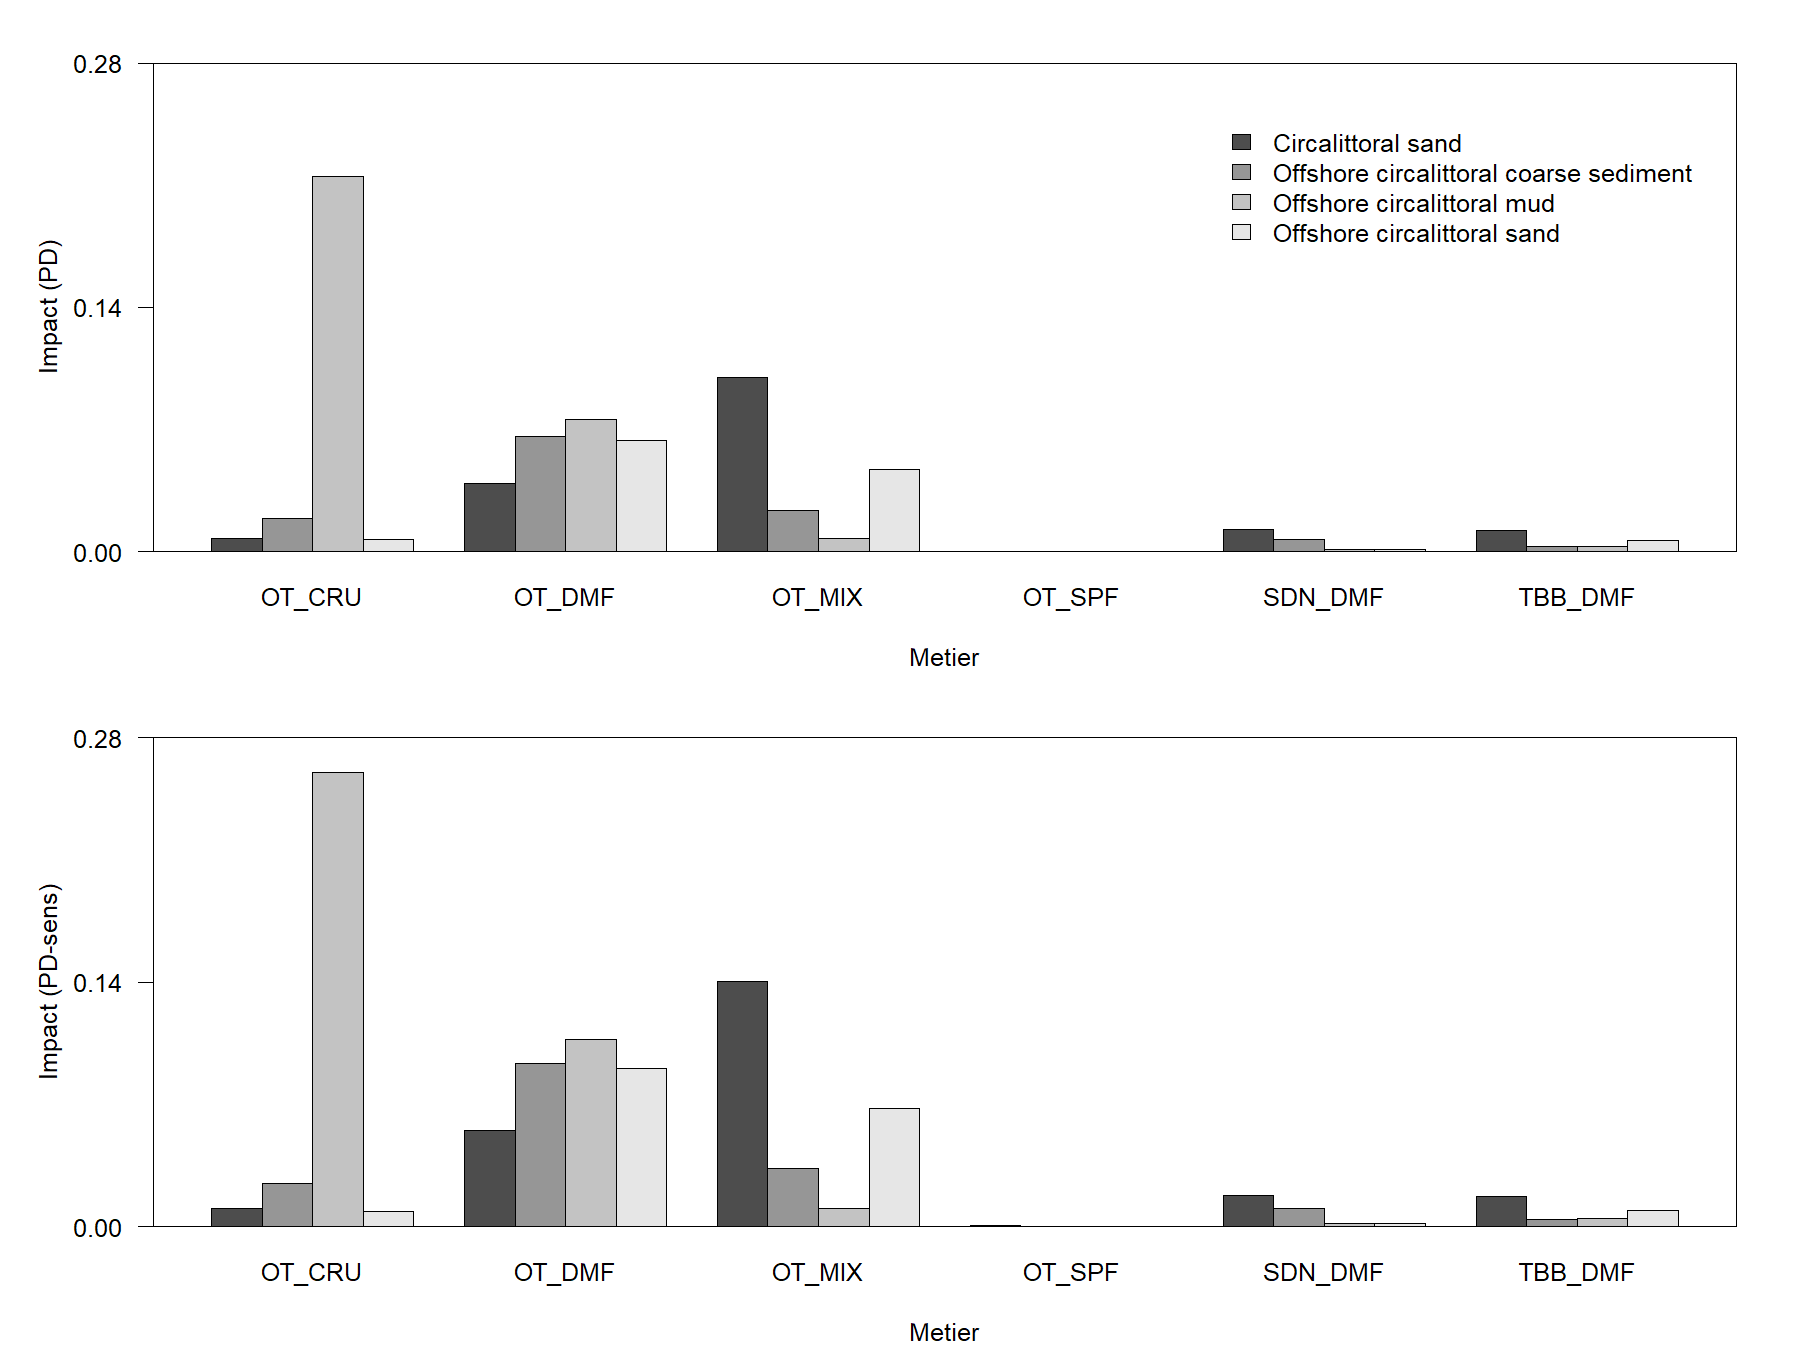 0.28
Circalittoral sand
Offshore circalittoral coarse sediment
Offshore circalittoral mud
Offshore circalittoral sand
Impact (PD)
0.14
0.00
OT_CRU OT_DMF OT_MIX OT_SPF SDN_DMF TBB_DMF
Metier
0.28
Impact (PD-sens)
0.14
0.00
OT_CRU OT_DMF OT_MIX OT_SPF SDN_DMF TBB_DMF
Metier